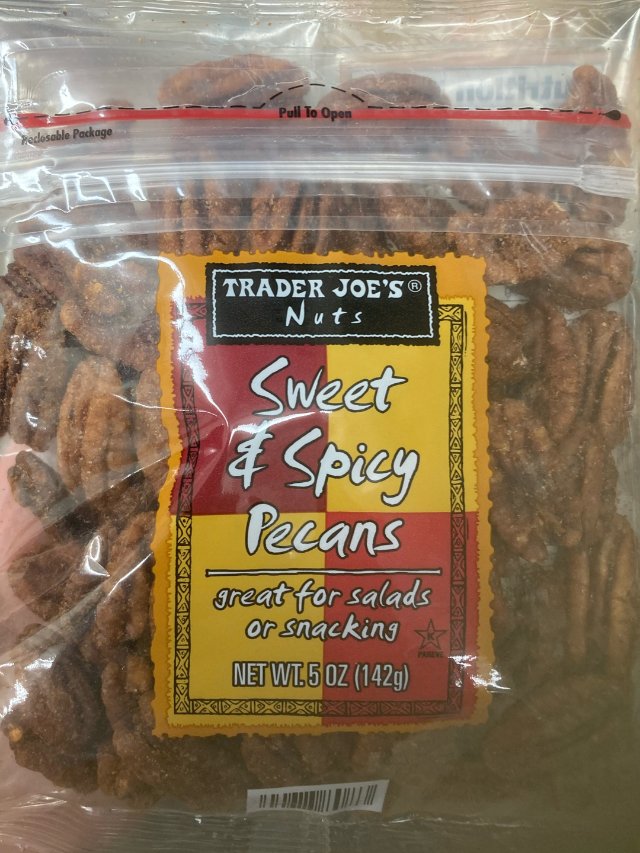 Pull To Open
Reclosable Package
TRADER JOE'S®
Nuts
Sweet
& Spicy
Pecans
great for salads
or snacking
K
PAREVE
NET WT. 5 OZ (142g)